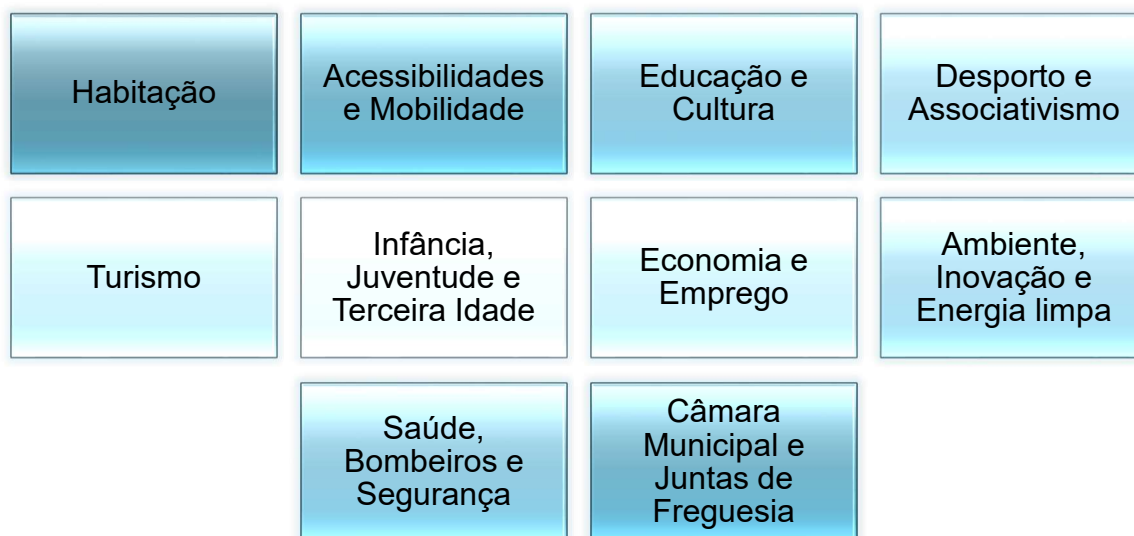 Habitação
Acessibilidades
e Mobilidade
Educação e
Cultura
Desporto e
Associativismo
Turismo
Infância,
Juventude e
Terceira Idade
Economia e
Emprego
Ambiente,
Inovação e
Energia limpa
Saúde,
Bombeiros e
Segurança
Câmara
Municipal e
Juntas de
Freguesia